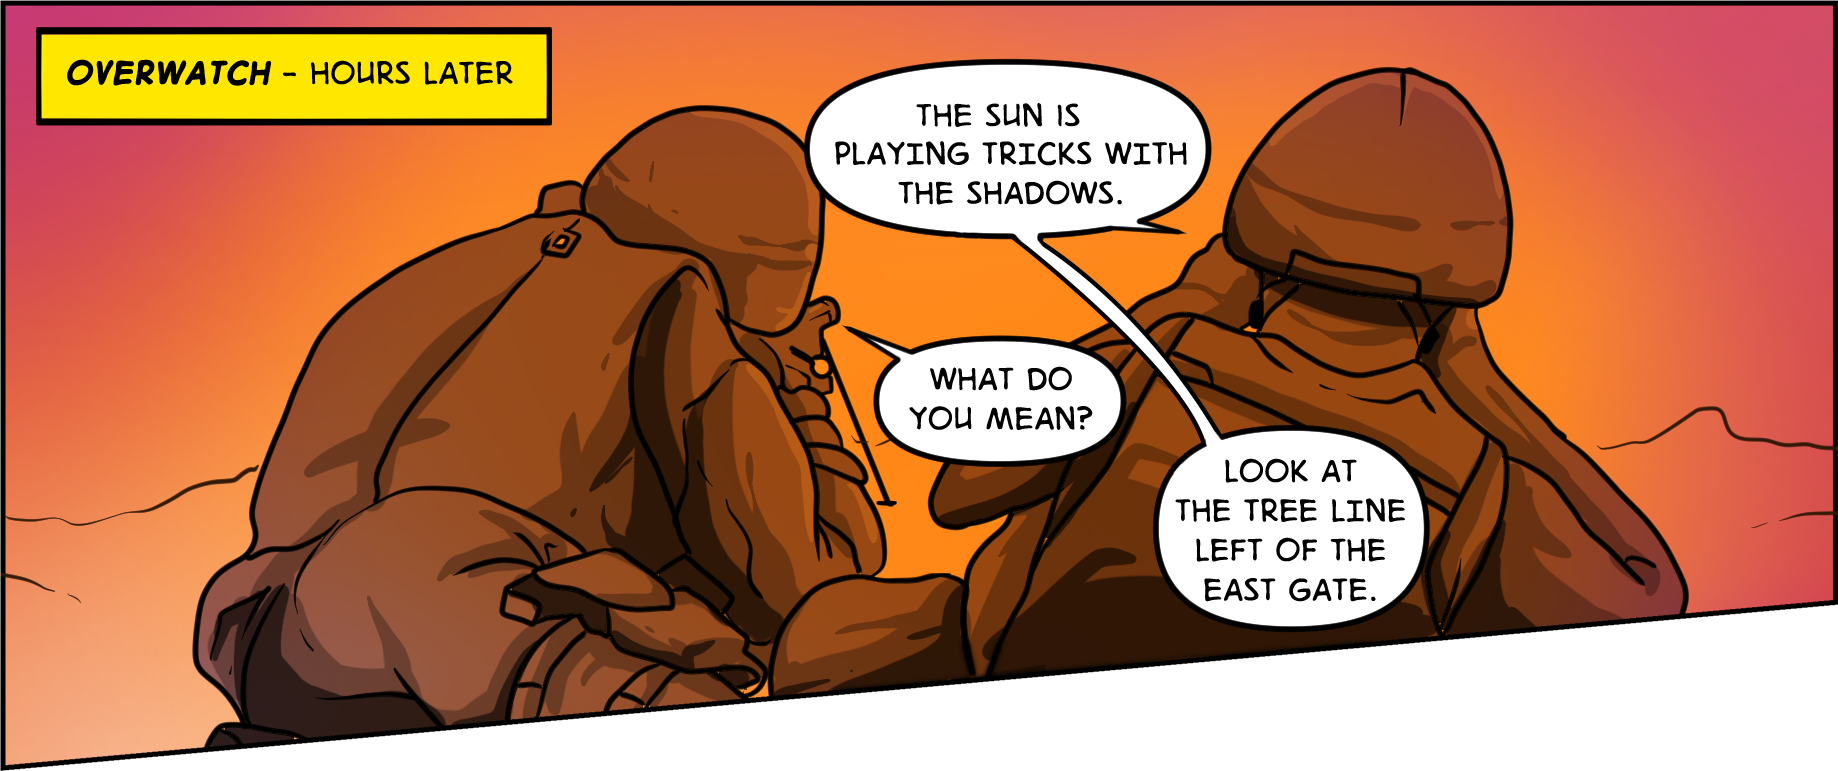 OVERWATCH - HOURS LATER
THE SUN IS
PLAYING TRICKS WITH
THE SHADOWS.
WHAT DO
YOU MEAN?
LOOK AT
THE TREE LINE
LEFT OF THE
EAST GATE.